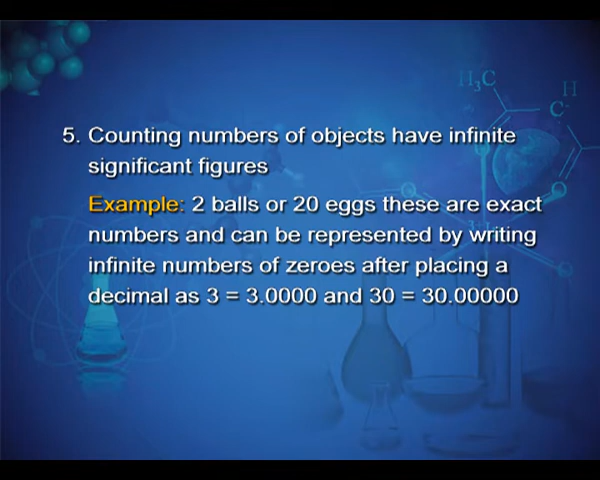 H₃C
H
C
O
O
5. Counting numbers of objects have infinite
significant figures
Example: 2 balls or 20 eggs these are exact
numbers and can be represented by writing
infinite numbers of zeroes after placing a
decimal as 3 = 3.0000 and 30 = 30.00000